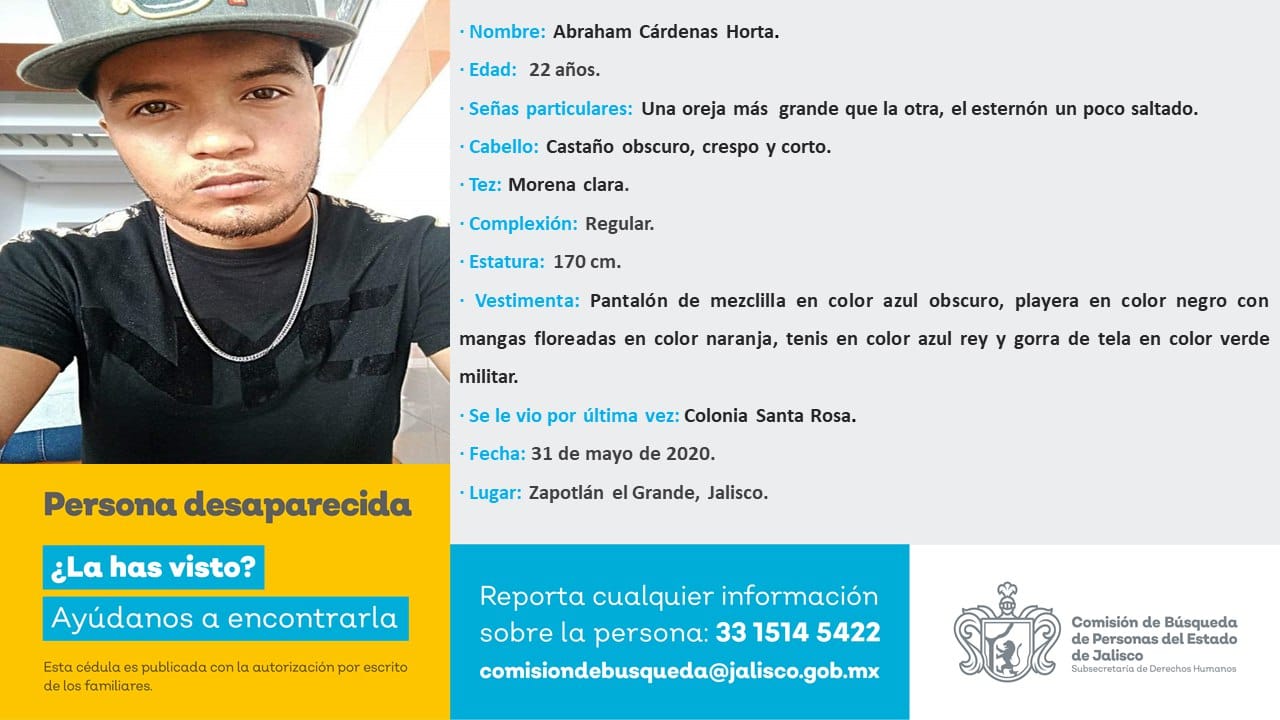 · Nombre: Abraham Cárdenas Horta.
· Edad: 22 años.
· Señas particulares: Una oreja más grande que la otra, el esternón un poco saltado.
· Cabello: Castaño obscuro, crespo y corto.
· Tez: Morena clara.
· Complexión: Regular.
· Estatura: 170 cm.
· Vestimenta: Pantalón de mezclilla en color azul obscuro, playera en color negro con
mangas floreadas en color naranja, tenis en color azul rey y gorra de tela en color verde
militar.
· Se le vio por última vez: Colonia Santa Rosa.
· Fecha: 31 de mayo de 2020.
· Lugar: Zapotlán el Grande, Jalisco.
NYC
Persona desaparecida
¿La has visto?
Ayúdanos a encontrarla
Esta cédula es publicada con la autorización por escrito
de los familiares.
Reporta cualquier información
sobre la persona: 33 1514 5422
comisiondebusqueda@jalisco.gob.mx
Comisión de Búsqueda
de Personas del Estado
de Jalisco
Subsecretaría de Derechos Humanos